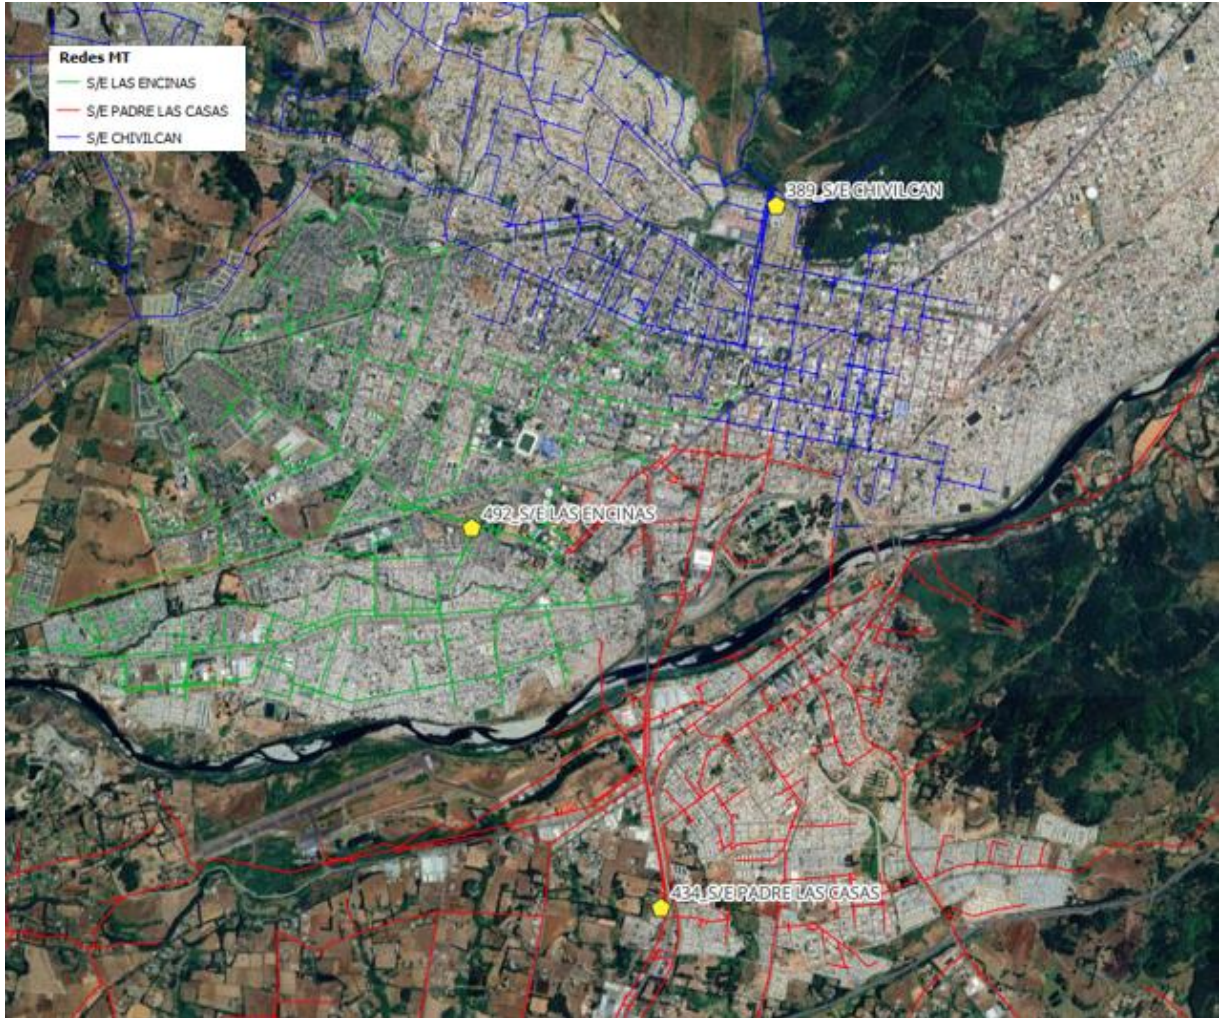 Redes MT
S/E LAS ENCINAS
S/E PADRE LAS CASAS
S/E CHIVILCAN
389_S/E CHIVILCAN
492_S/E LAS ENCINAS
434_S/E PADRE LAS CASAS